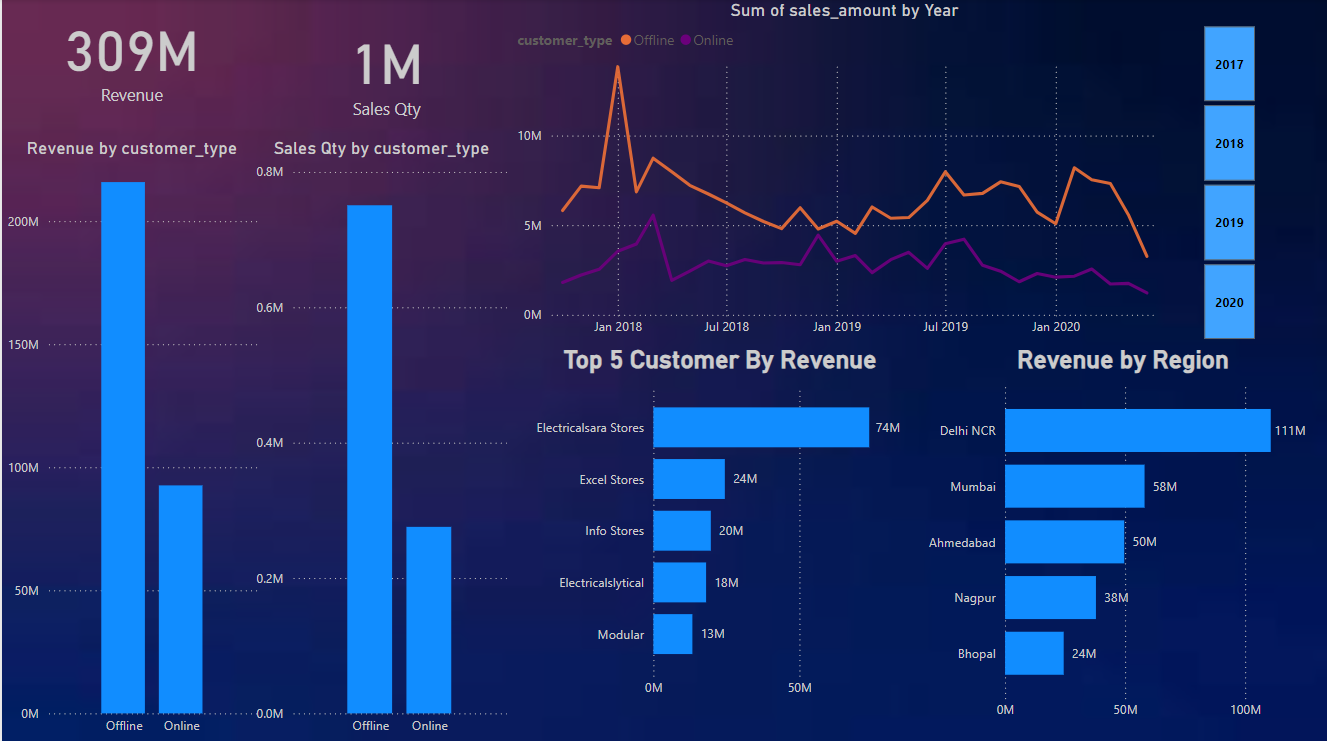 309M
Revenue
1M
Sales Qty
Revenue by customer_type
200M
150M
100M
50M
0M
Offline
Online
Sales Qty by customer_type
0.8M
0.6M
0.4M
0.2M
0.0M
Offline
Online
Sum of sales_amount by Year
customer_type Offline Online
10M
5M
0M
Jan 2018 Jul 2018 Jan 2019 Jul 2019 Jan 2020
2017
2018
2019
2020
Top 5 Customer By Revenue
Electricalsara Stores 74M
Excel Stores 24M
Info Stores 20M
Electricalslytical 18M
Modular 13M
0M 50M
Revenue by Region
Delhi NCR 111M
Mumbai 58M
Ahmedabad 50M
Nagpur 38M
Bhopal 24M
0M 50M 100M